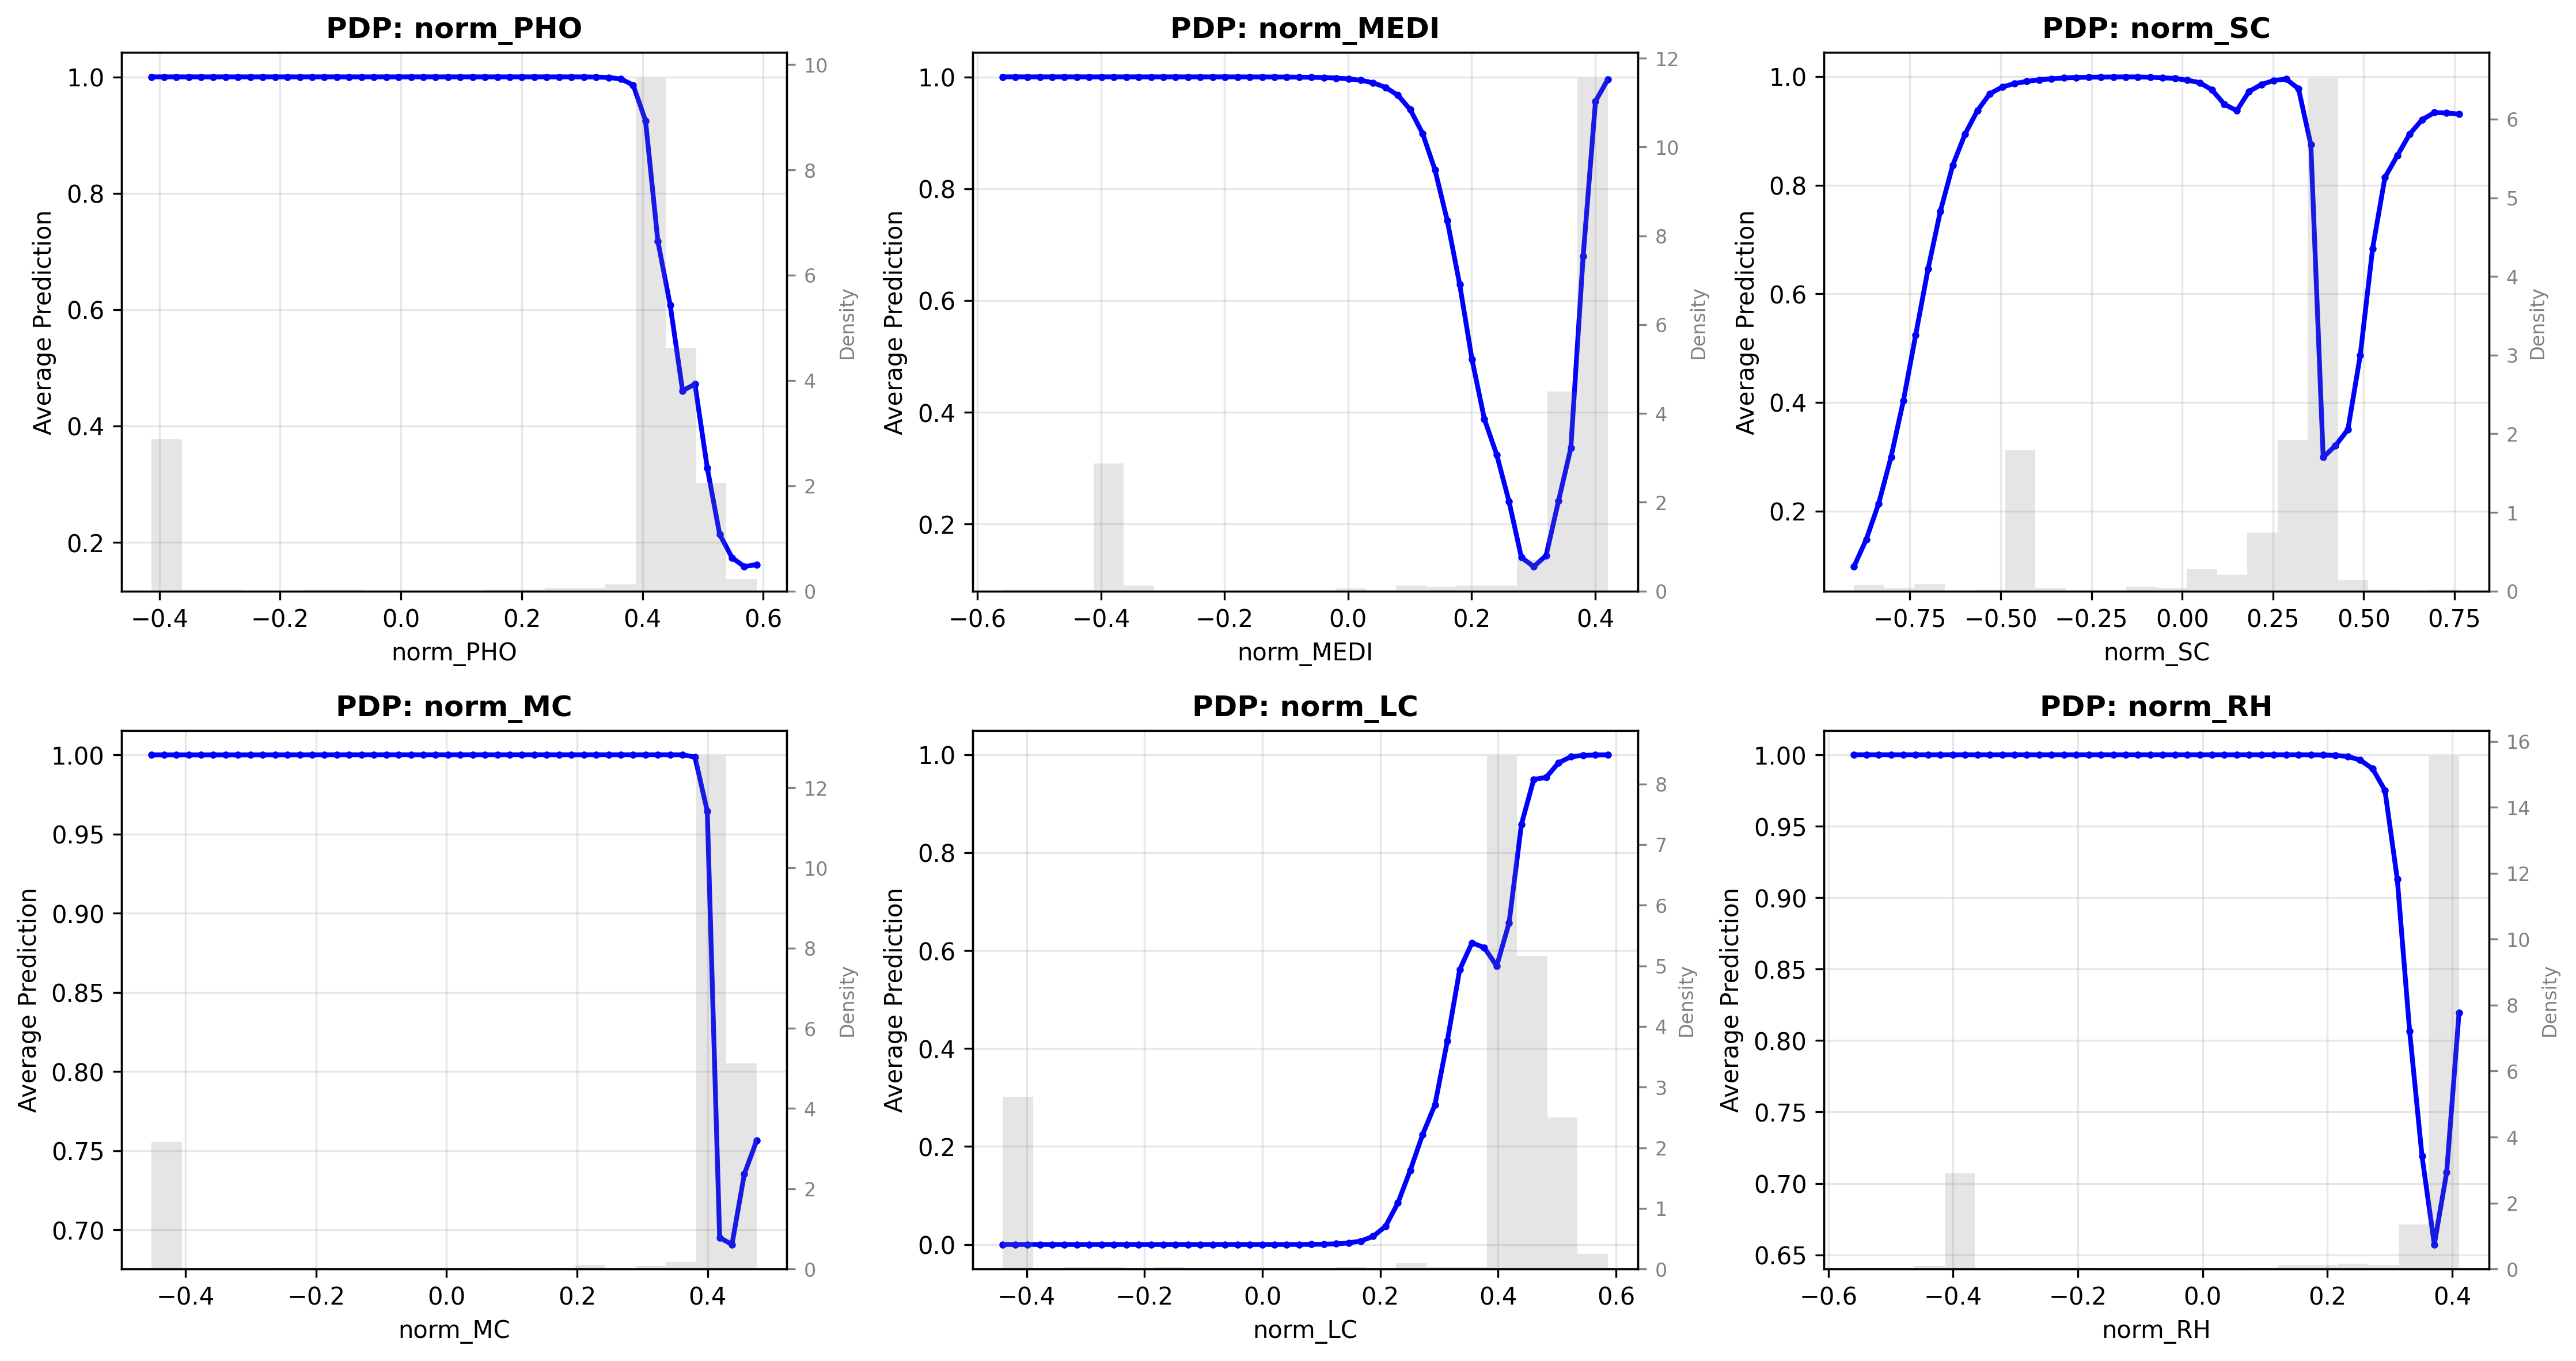 PDP: norm_PHO
1.0
0.8
0.6
0.4
0.2
Average Prediction
10
8
6
4
2
0
Density
−0.4 −0.2 0.0 0.2 0.4 0.6
norm_PHO
PDP: norm_MEDI
1.0
0.8
0.6
0.4
0.2
Average Prediction
12
10
8
6
4
2
0
Density
−0.6 −0.4 −0.2 0.0 0.2 0.4
norm_MEDI
PDP: norm_SC
1.0
0.8
0.6
0.4
0.2
Average Prediction
6
5
4
3
2
1
0
Density
−0.75 −0.50 −0.25 0.00 0.25 0.50 0.75
norm_SC
PDP: norm_MC
1.00
0.95
0.90
0.85
0.80
0.75
0.70
Average Prediction
12
10
8
6
4
2
0
Density
−0.4 −0.2 0.0 0.2 0.4
norm_MC
PDP: norm_LC
1.0
0.8
0.6
0.4
0.2
0.0
Average Prediction
8
7
6
5
4
3
2
1
0
Density
−0.4 −0.2 0.0 0.2 0.4 0.6
norm_LC
PDP: norm_RH
1.00
0.95
0.90
0.85
0.80
0.75
0.70
0.65
Average Prediction
16
14
12
10
8
6
4
2
0
Density
−0.6 −0.4 −0.2 0.0 0.2 0.4
norm_RH